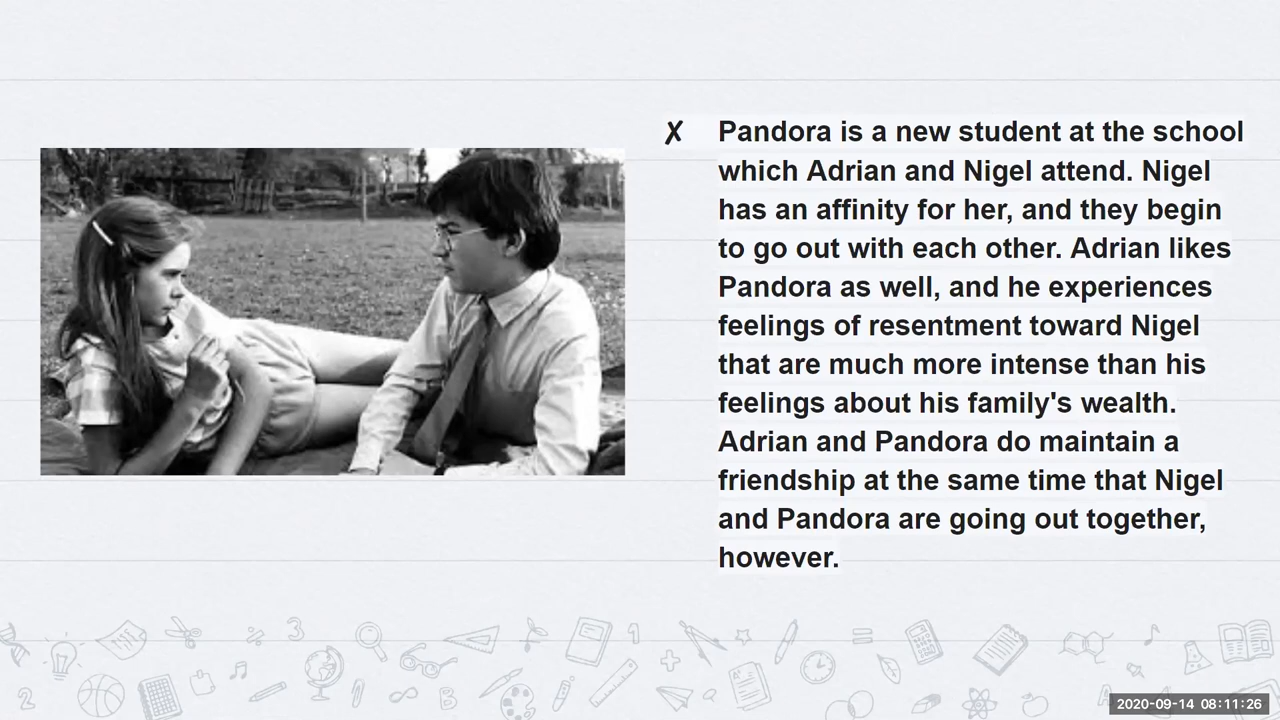 ✗ Pandora is a new student at the school
which Adrian and Nigel attend. Nigel
has an affinity for her, and they begin
to go out with each other. Adrian likes
Pandora as well, and he experiences
feelings of resentment toward Nigel
that are much more intense than his
feelings about his family's wealth.
Adrian and Pandora do maintain a
friendship at the same time that Nigel
and Pandora are going out together,
however.
2020-09-14 08:11:26